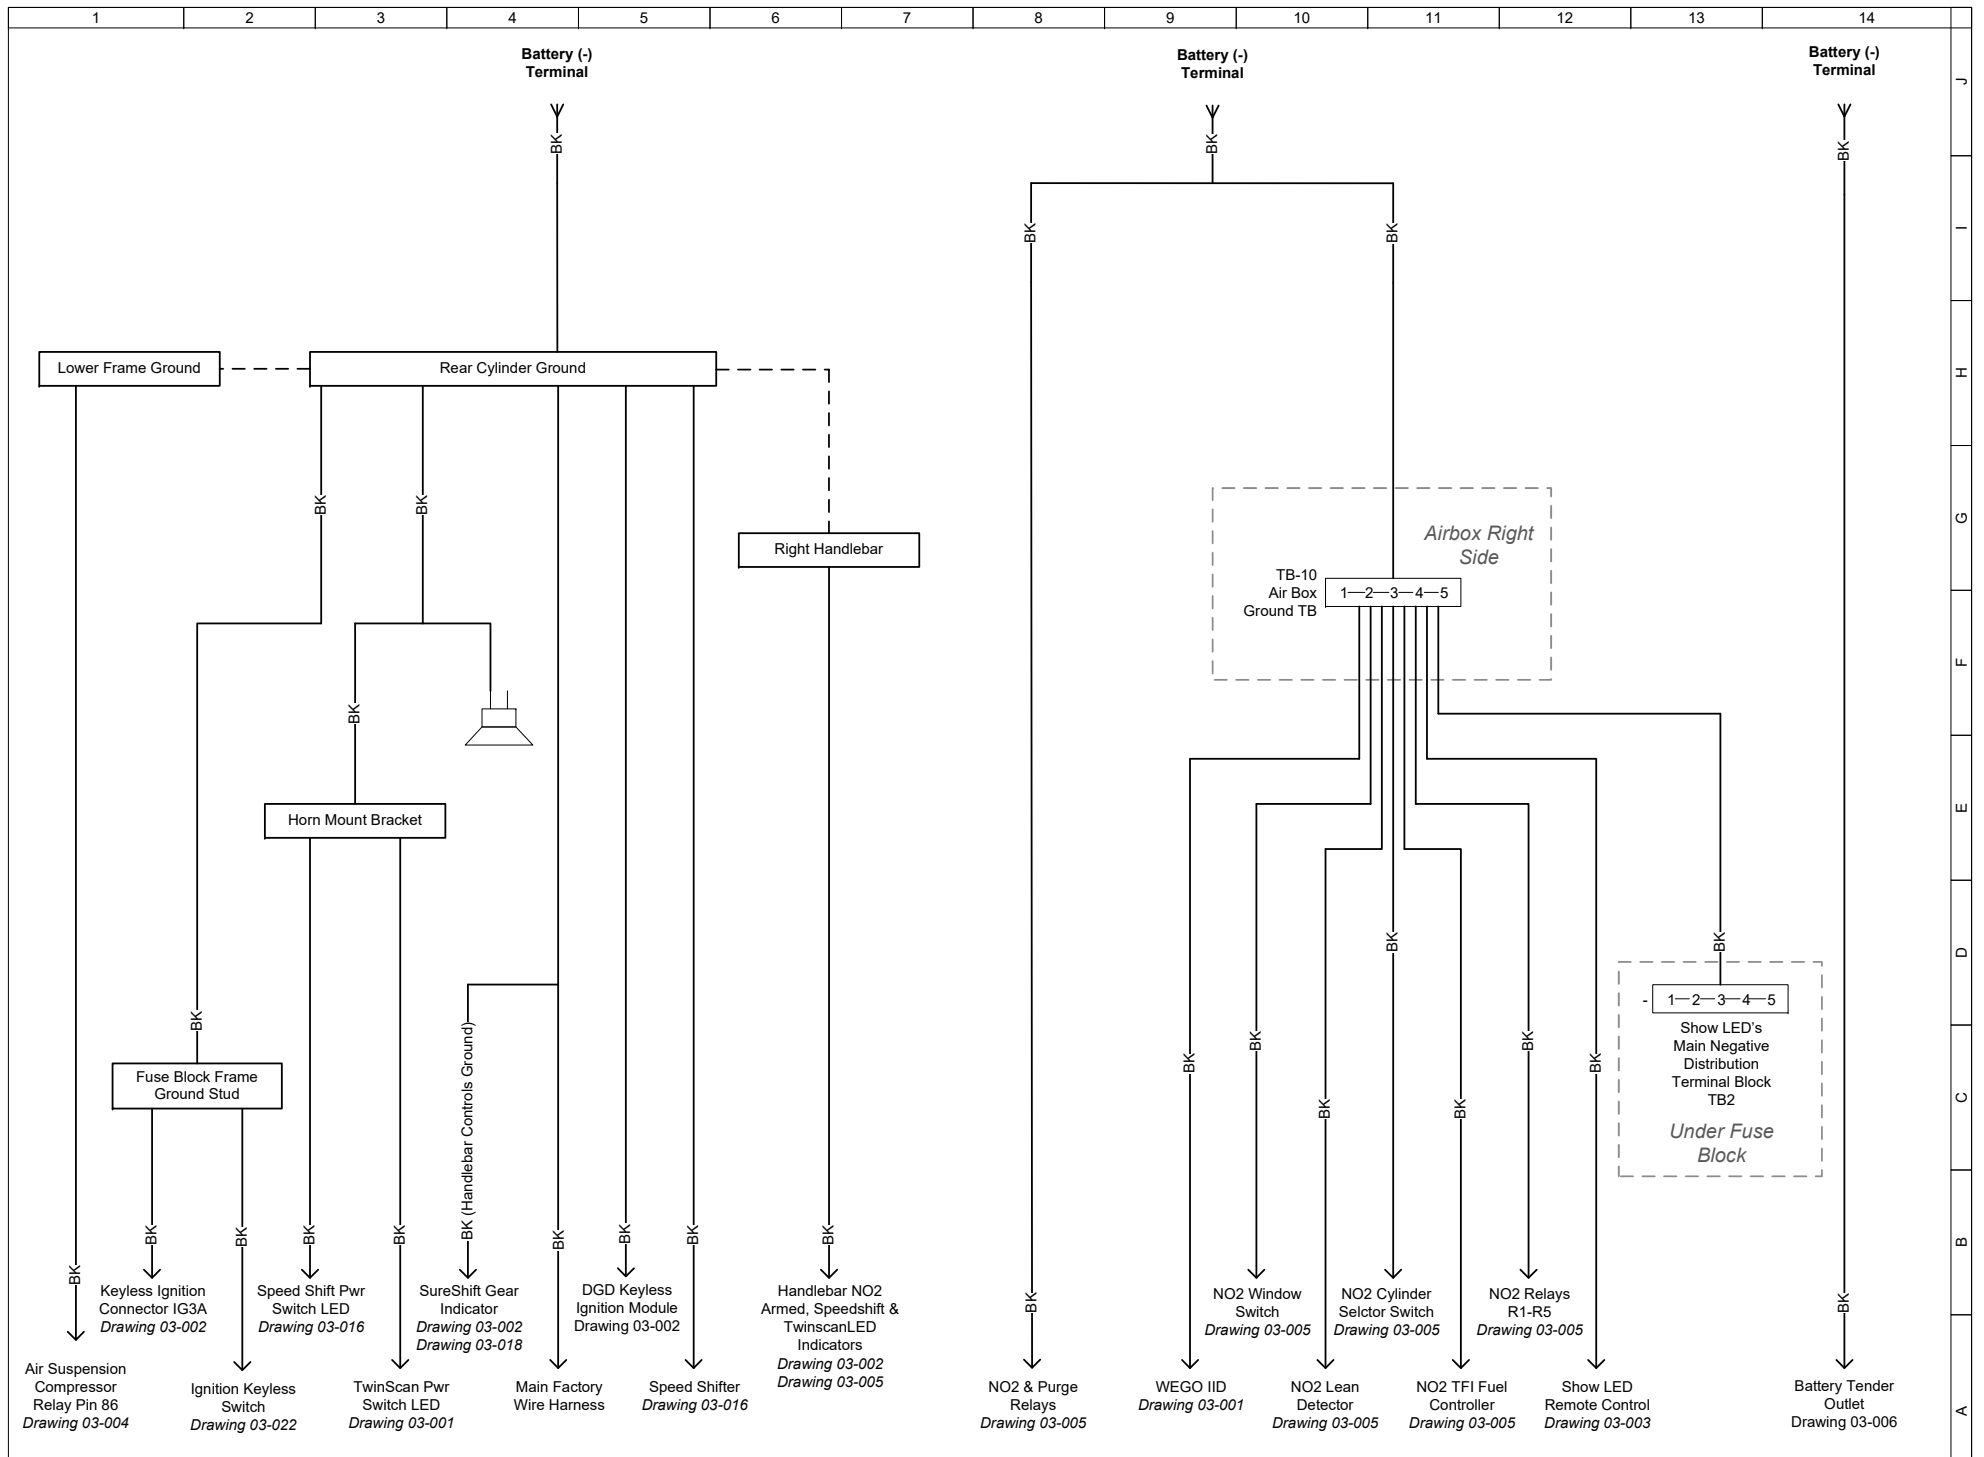 1 2 3 4 5 6 7 8 9 10 11 12 13 14
Battery (-)
Terminal
Battery (-)
Terminal
Battery (-)
Terminal
J
BK
BK
BK
I
BK
BK
H
Lower Frame Ground
Rear Cylinder Ground
BK
BK
G
Airbox Right
Side
Right Handlebar
TB-10
Air Box
Ground TB
1 2 3 4 5
F
BK
E
Horn Mount Bracket
D
BK
BK
1 2 3 4 5
-
Show LED's
Main Negative
Distribution
Terminal Block
TB2
Under Fuse
Block
BK
BK
BK
BK
BK
BK
BK
C
Fuse Block Frame
Ground Stud
BK (Handlebar Controls Ground)
B
BK
BK
BK
BK
BK
BK
BK
BK
BK
BK
BK
Keyless Ignition
Connector IG3A
Drawing 03-002
Speed Shift Pwr
Switch LED
Drawing 03-016
SureShift Gear
Indicator
Drawing 03-002
Drawing 03-018
DGD Keyless
Ignition Module
Drawing 03-002
Handlebar NO2
Armed, Speedshift &
TwinscanLED
Indicators
Drawing 03-002
Drawing 03-005
NO2 Window
Switch
Drawing 03-005
NO2 Cylinder
Selctor Switch
Drawing 03-005
NO2 Relays
R1-R5
Drawing 03-005
A
Air Suspension
Compressor
Relay Pin 86
Drawing 03-004
Ignition Keyless
Switch
Drawing 03-022
TwinScan Pwr
Switch LED
Drawing 03-001
Main Factory
Wire Harness
Speed Shifter
Drawing 03-016
NO2 & Purge
Relays
Drawing 03-005
WEGO IID
Drawing 03-001
NO2 Lean
Detector
Drawing 03-005
NO2 TFI Fuel
Controller
Drawing 03-005
Show LED
Remote Control
Drawing 03-003
Battery Tender
Outlet
Drawing 03-006